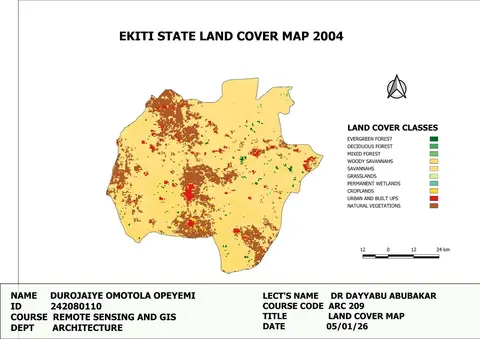 EKITI STATE LAND COVER MAP 2004
LAND COVER CLASSES
EVERGREEN FOREST
DECIDUOUS FOREST
MIXED FOREST
WOODY SAVANNAHS
SAVANNAHS
GRASSLANDS
PERMANENT WETLANDS
CROPLANDS
URBAN AND BUILT UPS
NATURAL VEGETATIONS
12 0 12 24 km
NAME DUROJAIYE OMOTOLA OPEYEMI
ID 242080110
COURSE REMOTE SENSING AND GIS
DEPT ARCHITECTURE
LECT'S NAME DR DAYYABU ABUBAKAR
COURSE CODE ARC 209
TITLE LAND COVER MAP
DATE 05/01/26